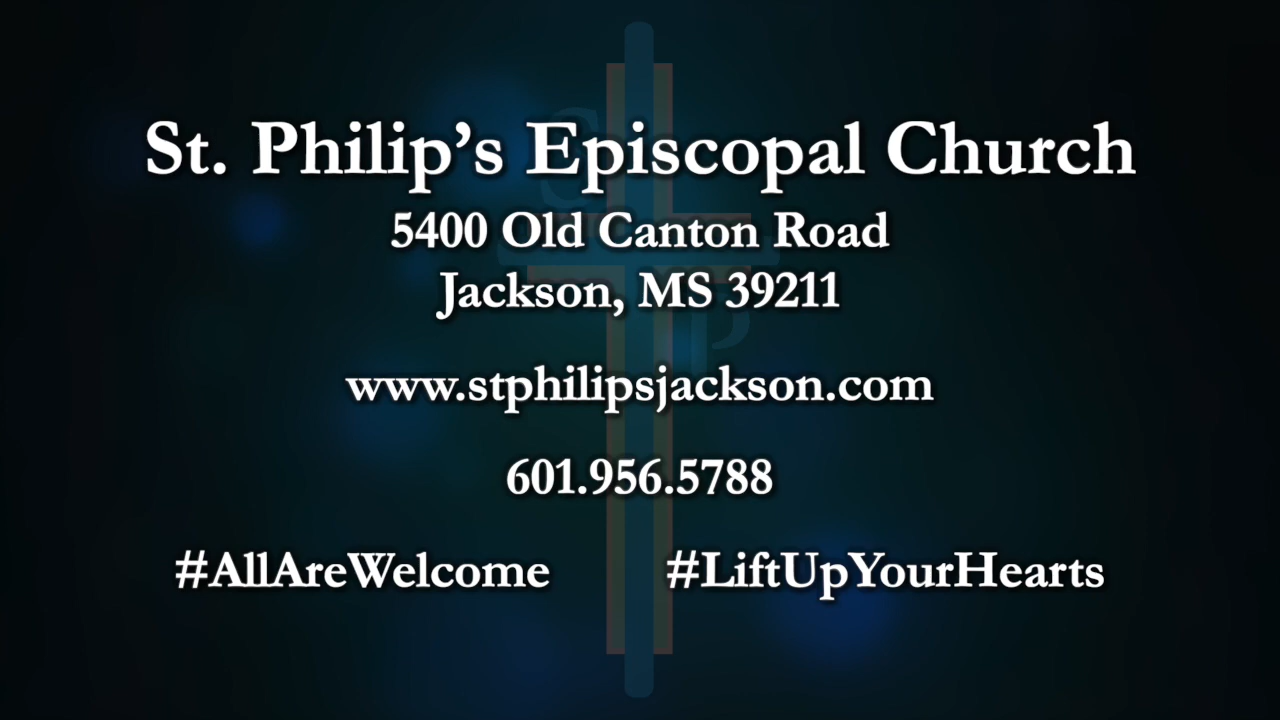 St. Philip’s Episcopal Church
5400 Old Canton Road
Jackson, MS 39211
www.stphilipsjackson.com
601.956.5788
#AllAreWelcome #LiftUpYourHearts
S
P